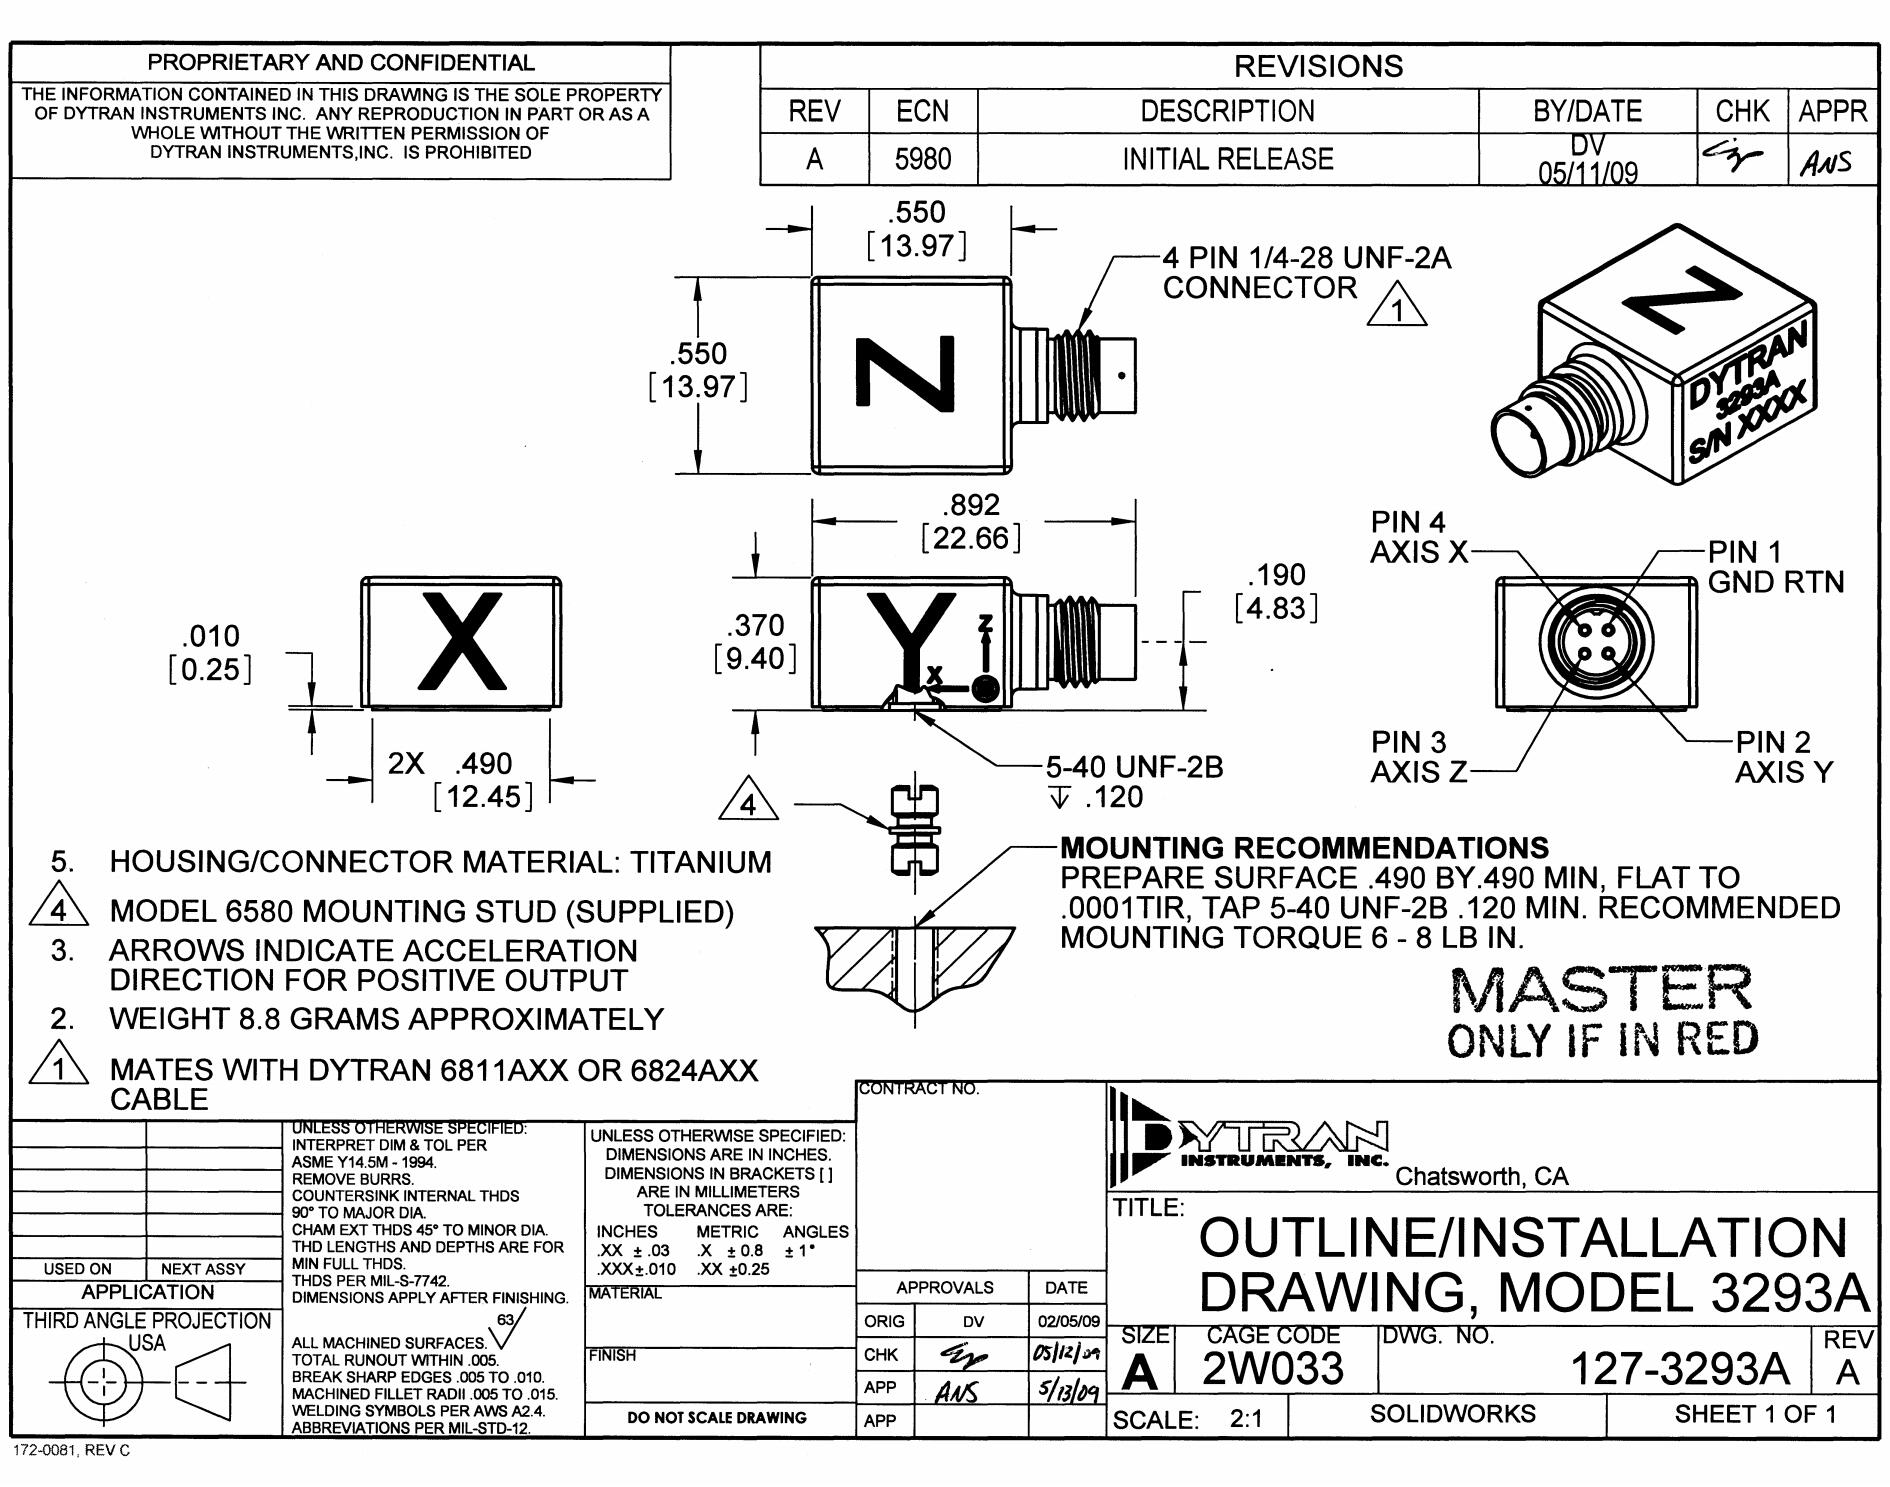 PROPRIETARY AND CONFIDENTIAL
THE INFORMATION CONTAINED IN THIS DRAWING IS THE SOLE PROPERTY
OF DYTRAN INSTRUMENTS INC. ANY REPRODUCTION IN PART OR AS A
WHOLE WITHOUT THE WRITTEN PERMISSION OF
DYTRAN INSTRUMENTS,INC. IS PROHIBITED
REVISIONS
REV ECN DESCRIPTION BY/DATE CHK APPR
A 5980 INITIAL RELEASE DV 05/11/09 ANS
.550
[13.97]
.550
[13.97]
Z
4 PIN 1/4-28 UNF-2A
CONNECTOR 1
Z
DYTRAN
3293A
S/N XXXX
.892
[22.66]
.010
[0.25]
X
2X .490
[12.45]
.370
[9.40]
Y
Z
X
.190
[4.83]
5-40 UNF-2B
↧ .120
4
PIN 4
AXIS X
PIN 1
GND RTN
PIN 3
AXIS Z
PIN 2
AXIS Y
MOUNTING RECOMMENDATIONS
PREPARE SURFACE .490 BY.490 MIN, FLAT TO
.0001TIR, TAP 5-40 UNF-2B .120 MIN. RECOMMENDED
MOUNTING TORQUE 6 - 8 LB IN.
MASTER
ONLY IF IN RED
5. HOUSING/CONNECTOR MATERIAL: TITANIUM
4 MODEL 6580 MOUNTING STUD (SUPPLIED)
3. ARROWS INDICATE ACCELERATION
DIRECTION FOR POSITIVE OUTPUT
2. WEIGHT 8.8 GRAMS APPROXIMATELY
1 MATES WITH DYTRAN 6811AXX OR 6824AXX
CABLE
USED ON NEXT ASSY
APPLICATION
THIRD ANGLE PROJECTION
USA
UNLESS OTHERWISE SPECIFIED:
INTERPRET DIM & TOL PER
ASME Y14.5M - 1994.
REMOVE BURRS.
COUNTERSINK INTERNAL THDS
90° TO MAJOR DIA.
CHAM EXT THDS 45° TO MINOR DIA.
THD LENGTHS AND DEPTHS ARE FOR
MIN FULL THDS.
THDS PER MIL-S-7742.
DIMENSIONS APPLY AFTER FINISHING.
63
ALL MACHINED SURFACES.
TOTAL RUNOUT WITHIN .005.
BREAK SHARP EDGES .005 TO .010.
MACHINED FILLET RADII .005 TO .015.
WELDING SYMBOLS PER AWS A2.4.
ABBREVIATIONS PER MIL-STD-12.
UNLESS OTHERWISE SPECIFIED:
DIMENSIONS ARE IN INCHES.
DIMENSIONS IN BRACKETS [ ]
ARE IN MILLIMETERS
TOLERANCES ARE:
INCHES METRIC ANGLES
.XX ± .03 .X ± 0.8 ± 1°
.XXX±.010 .XX ±0.25
MATERIAL
FINISH
DO NOT SCALE DRAWING
CONTRACT NO.
APPROVALS DATE
ORIG DV 02/05/09
CHK 05/12/09
APP ANS 5/13/09
APP
DYTRAN
INSTRUMENTS, INC.
Chatsworth, CA
TITLE:
OUTLINE/INSTALLATION
DRAWING, MODEL 3293A
SIZE CAGE CODE DWG. NO. REV
A 2W033 127-3293A A
SCALE: 2:1 SOLIDWORKS SHEET 1 OF 1
172-0081, REV C